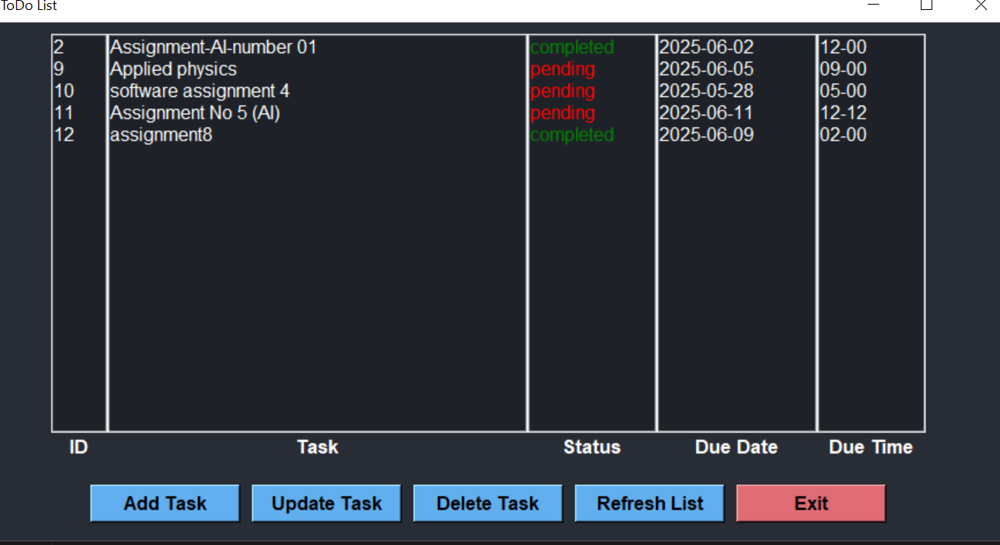 ToDo List
2 Assignment-AI-number 01 completed 2025-06-02 12-00
9 Applied physics pending 2025-06-05 09-00
10 software assignment 4 pending 2025-05-28 05-00
11 Assignment No 5 (AI) pending 2025-06-11 12-12
12 assignment8 completed 2025-06-09 02-00
ID Task Status Due Date Due Time
Add Task Update Task Delete Task Refresh List Exit